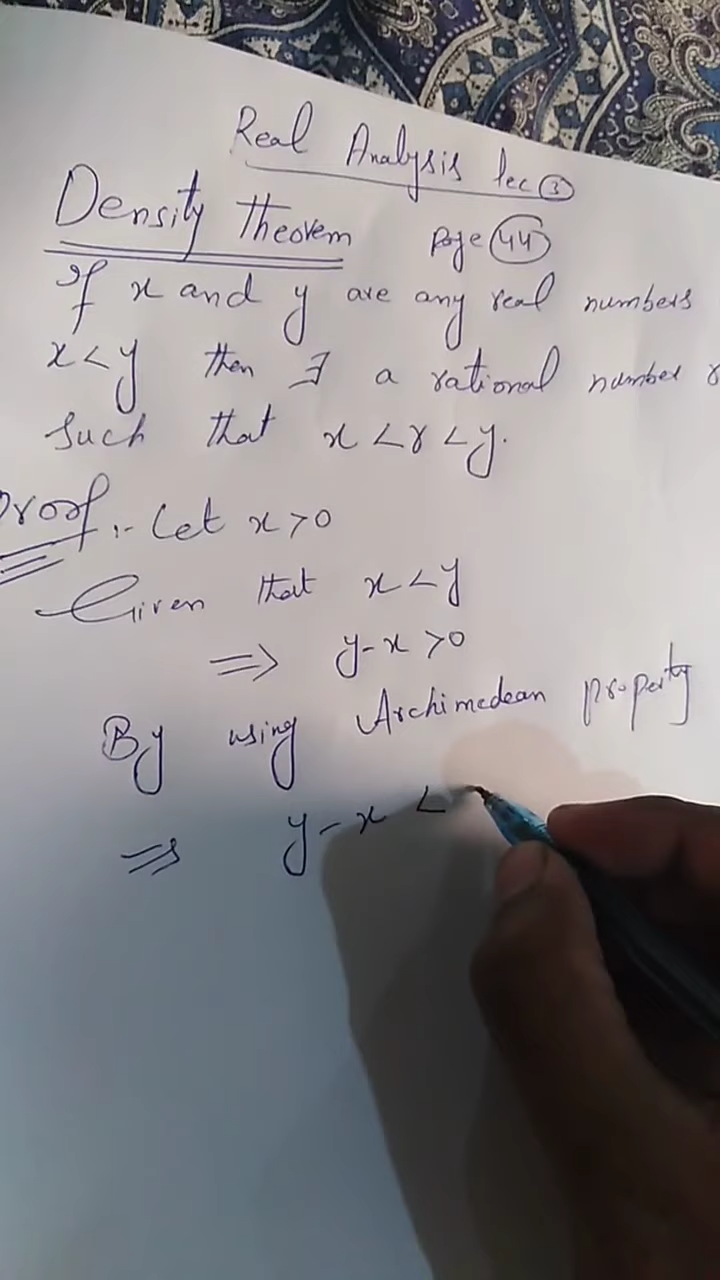 Real Analysis lec ③
Density Theorem page 44
If x and y are any real numbers
x < y then ∃ a rational number r
Such that x < r < y.
Proof :- Let x > 0
Given that x < y
⇒ y - x > 0
By using Archimedean property
⇒ y - x <